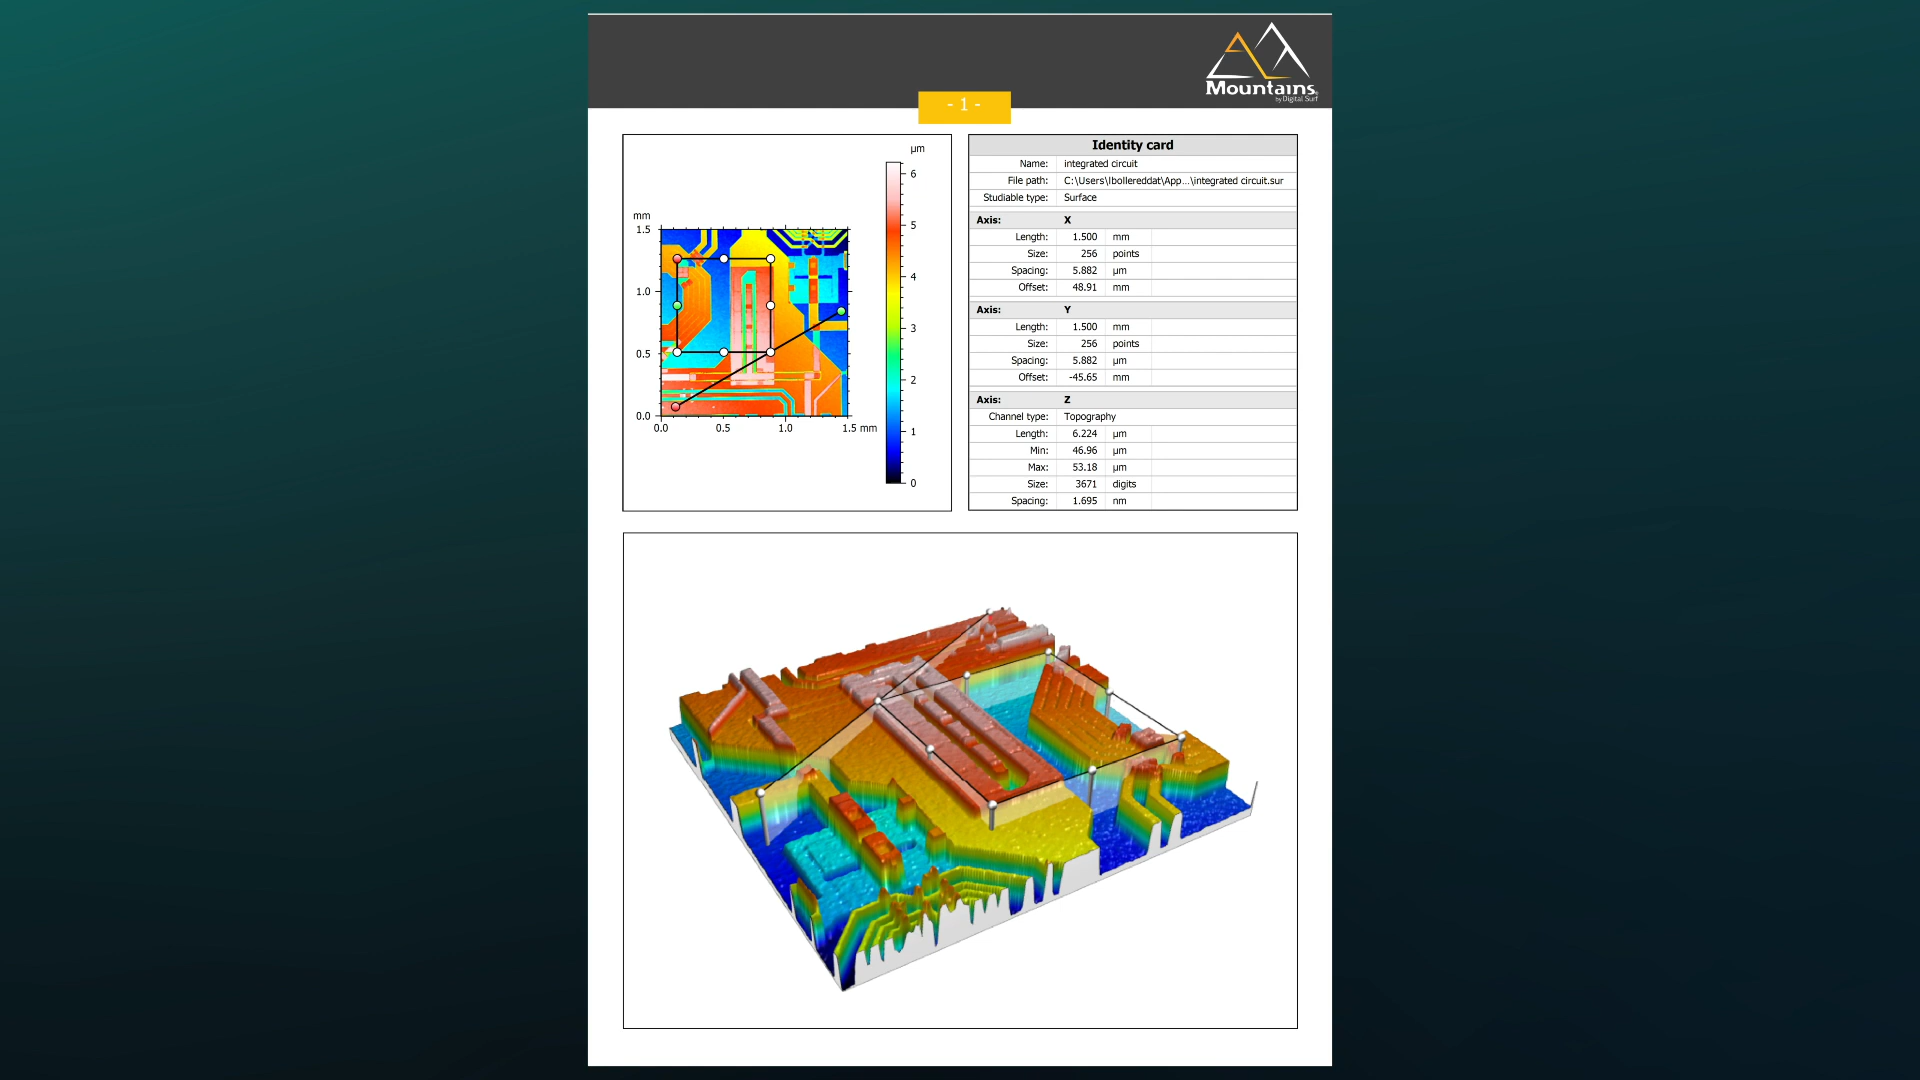 Mountains®
by Digital Surf
- 1 -
µm
6
5
4
3
2
1
0
mm
1.5
1.0
0.5
0.0
0.0 0.5 1.0 1.5 mm
Identity card
Name: integrated circuit
File path: C:\Users\lbollereddat\App...\integrated circuit.sur
Studiable type: Surface
Axis: X
Length: 1.500 mm
Size: 256 points
Spacing: 5.882 µm
Offset: 48.91 mm
Axis: Y
Length: 1.500 mm
Size: 256 points
Spacing: 5.882 µm
Offset: -45.65 mm
Axis: Z
Channel type: Topography
Length: 6.224 µm
Min: 46.96 µm
Max: 53.18 µm
Size: 3671 digits
Spacing: 1.695 nm